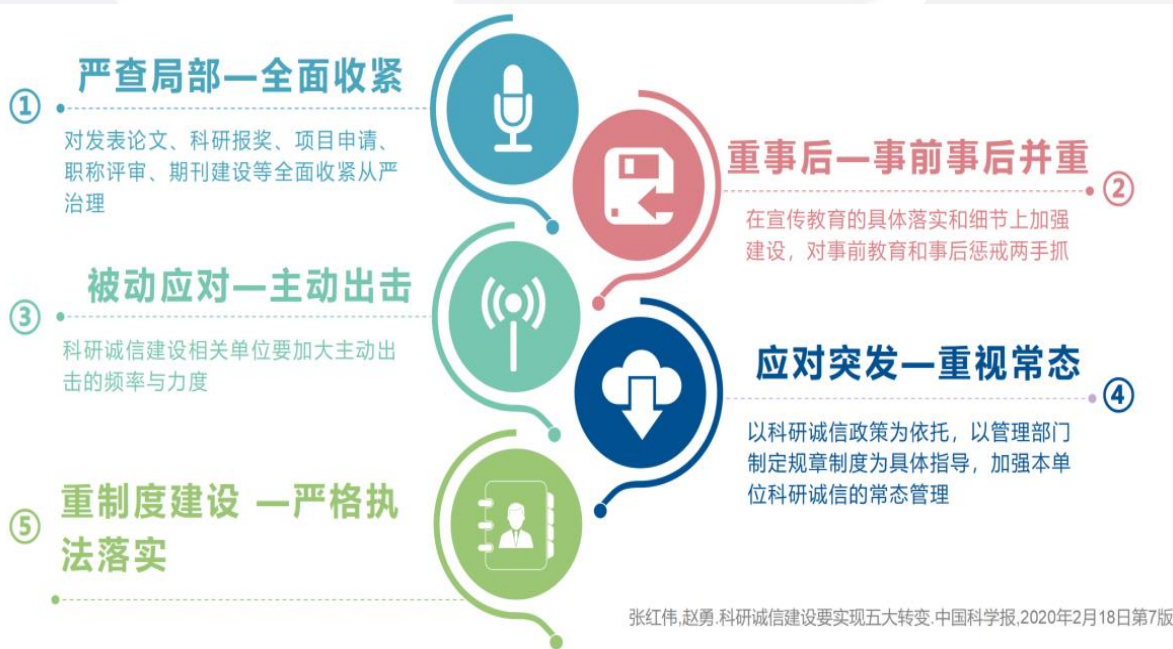 ① 严查局部—全面收紧
对发表论文、科研报奖、项目申请、
职称评审、期刊建设等全面收紧从严
治理
重事后—事前事后并重 ②
在宣传教育的具体落实和细节上加强
建设，对事前教育和事后惩戒两手抓
③ 被动应对—主动出击
科研诚信建设相关单位要加大主动出
击的频率与力度
应对突发—重视常态 ④
以科研诚信政策为依托，以管理部门
制定规章制度为具体指导，加强本单
位科研诚信的常态管理
⑤ 重制度建设 —严格执
法落实
张红伟,赵勇.科研诚信建设要实现五大转变.中国科学报,2020年2月18日第7版